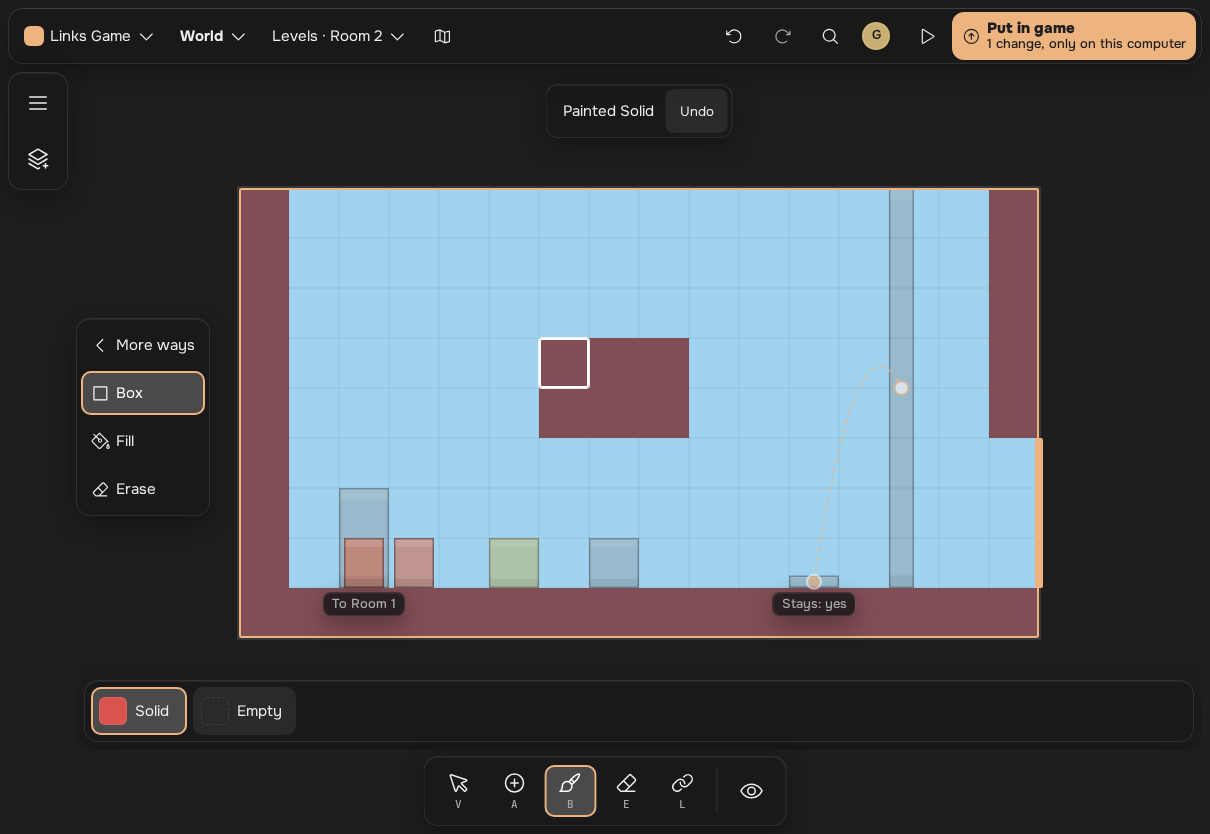 Links Game
World
Levels · Room 2
G
Put in game
1 change, only on this computer
Painted Solid
Undo
More ways
Box
Fill
Erase
To Room 1
Stays: yes
Solid
Empty
V
A
B
E
L